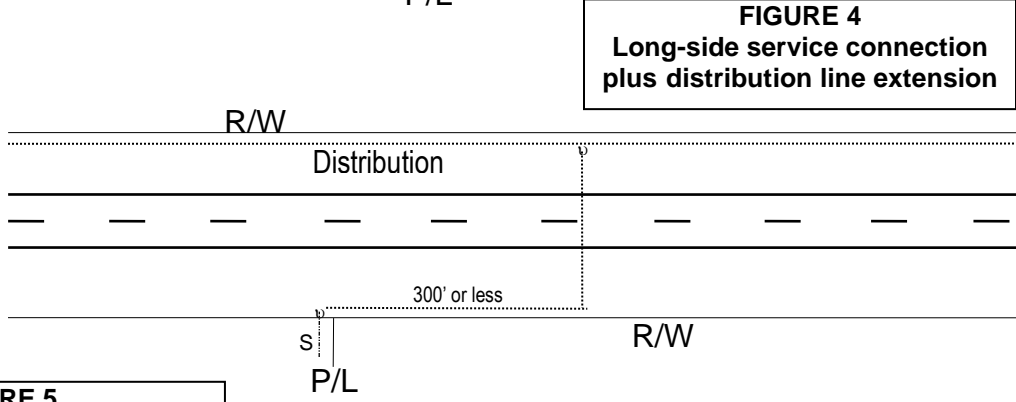 FIGURE 4
Long-side service connection
plus distribution line extension
R/W
Distribution
300' or less
R/W
S
P/L